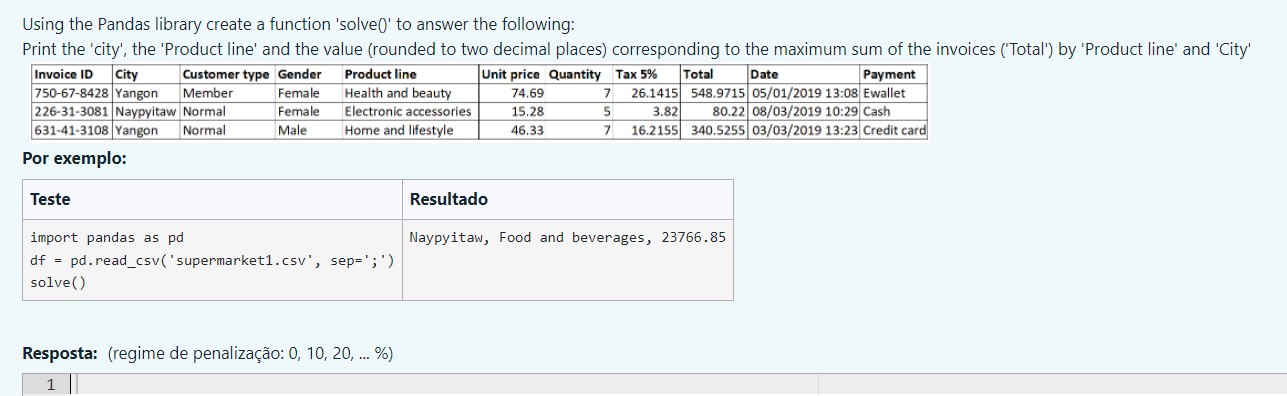 Using the Pandas library create a function 'solve()' to answer the following:
Print the 'city', the 'Product line' and the value (rounded to two decimal places) corresponding to the maximum sum of the invoices ('Total') by 'Product line' and 'City'
Invoice ID City Customer type Gender Product line Unit price Quantity Tax 5% Total Date Payment
750-67-8428 Yangon Member Female Health and beauty 74.69 7 26.1415 548.9715 05/01/2019 13:08 Ewallet
226-31-3081 Naypyitaw Normal Female Electronic accessories 15.28 5 3.82 80.22 08/03/2019 10:29 Cash
631-41-3108 Yangon Normal Male Home and lifestyle 46.33 7 16.2155 340.5255 03/03/2019 13:23 Credit card
Por exemplo:
Teste Resultado
import pandas as pd Naypyitaw, Food and beverages, 23766.85
df = pd.read_csv('supermarket1.csv', sep=';')
solve()
Resposta: (regime de penalização: 0, 10, 20, ... %)
1